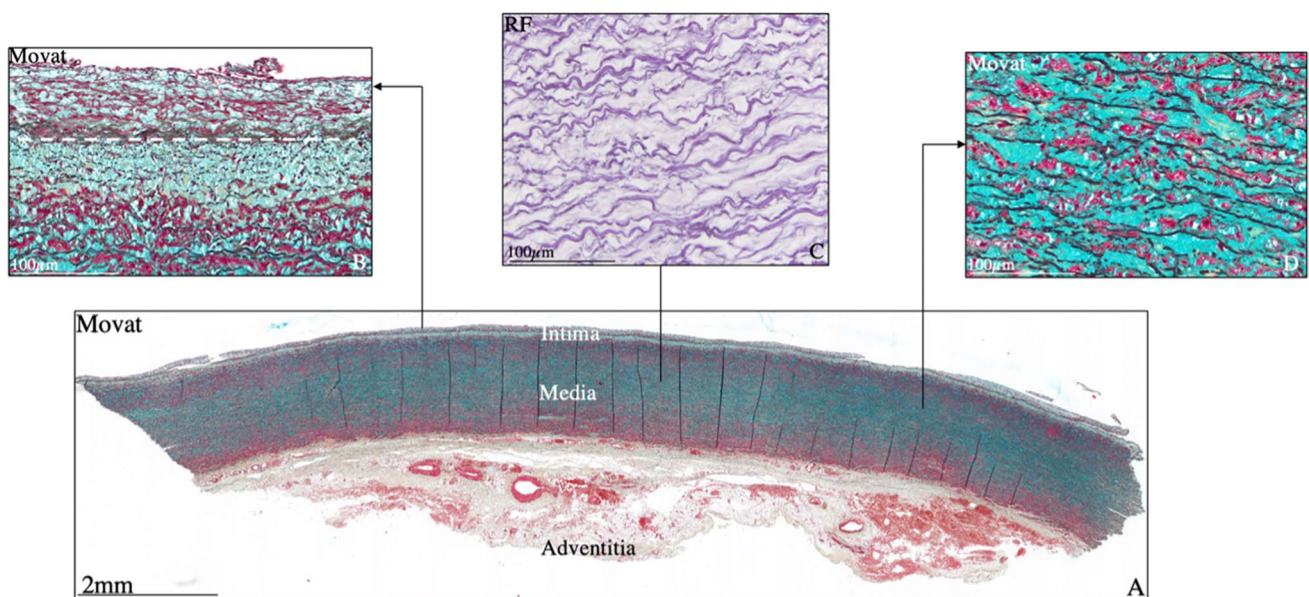 Movat
100µm
B
RF
100µm
C
Movat
100µm
D
Movat
Intima
Media
Adventitia
2mm
A